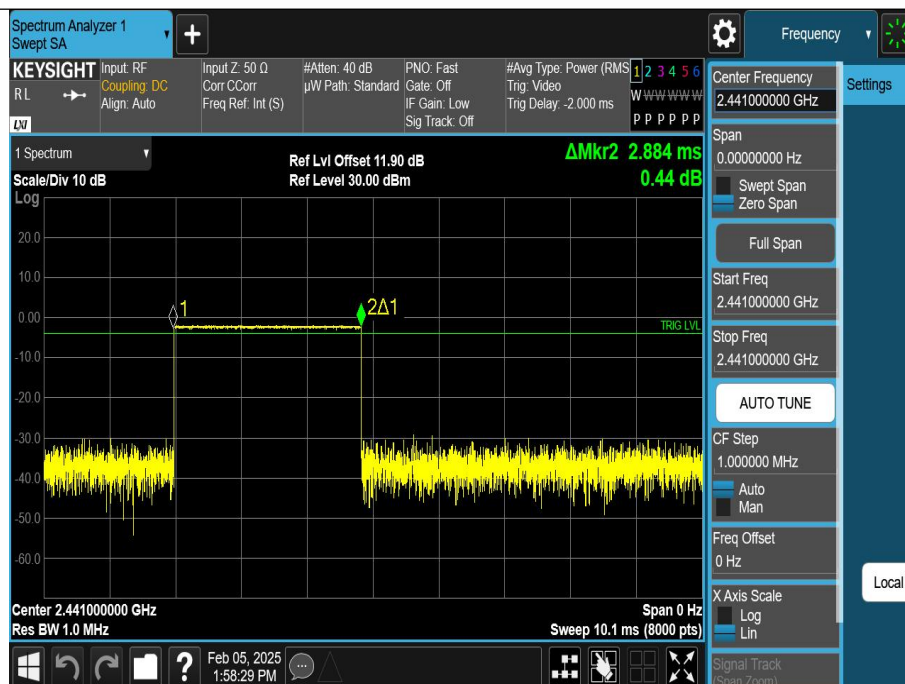 Spectrum Analyzer 1
Swept SA
Frequency
KEYSIGHT
RL
LXI
Input: RF
Coupling: DC
Align: Auto
Input Z: 50 Ω
Corr CCorr
Freq Ref: Int (S)
#Atten: 40 dB
µW Path: Standard
PNO: Fast
Gate: Off
IF Gain: Low
Sig Track: Off
#Avg Type: Power (RMS
Trig: Video
Trig Delay: -2.000 ms
1 2 3 4 5 6
W W W W W W
P P P P P P
1 Spectrum
Scale/Div 10 dB
Ref Lvl Offset 11.90 dB
Ref Level 30.00 dBm
ΔMkr2 2.884 ms
0.44 dB
Log
20.0
10.0
0.00
-10.0
-20.0
-30.0
-40.0
-50.0
-60.0
1
2Δ1
TRIG LVL
Center 2.441000000 GHz
Res BW 1.0 MHz
Span 0 Hz
Sweep 10.1 ms (8000 pts)
Center Frequency
2.441000000 GHz
Settings
Span
0.00000000 Hz
Swept Span
Zero Span
Full Span
Start Freq
2.441000000 GHz
Stop Freq
2.441000000 GHz
AUTO TUNE
CF Step
1.000000 MHz
Auto
Man
Freq Offset
0 Hz
X Axis Scale
Log
Lin
Signal Track
(Span Zoom)
Local
?
Feb 05, 2025
1:58:29 PM